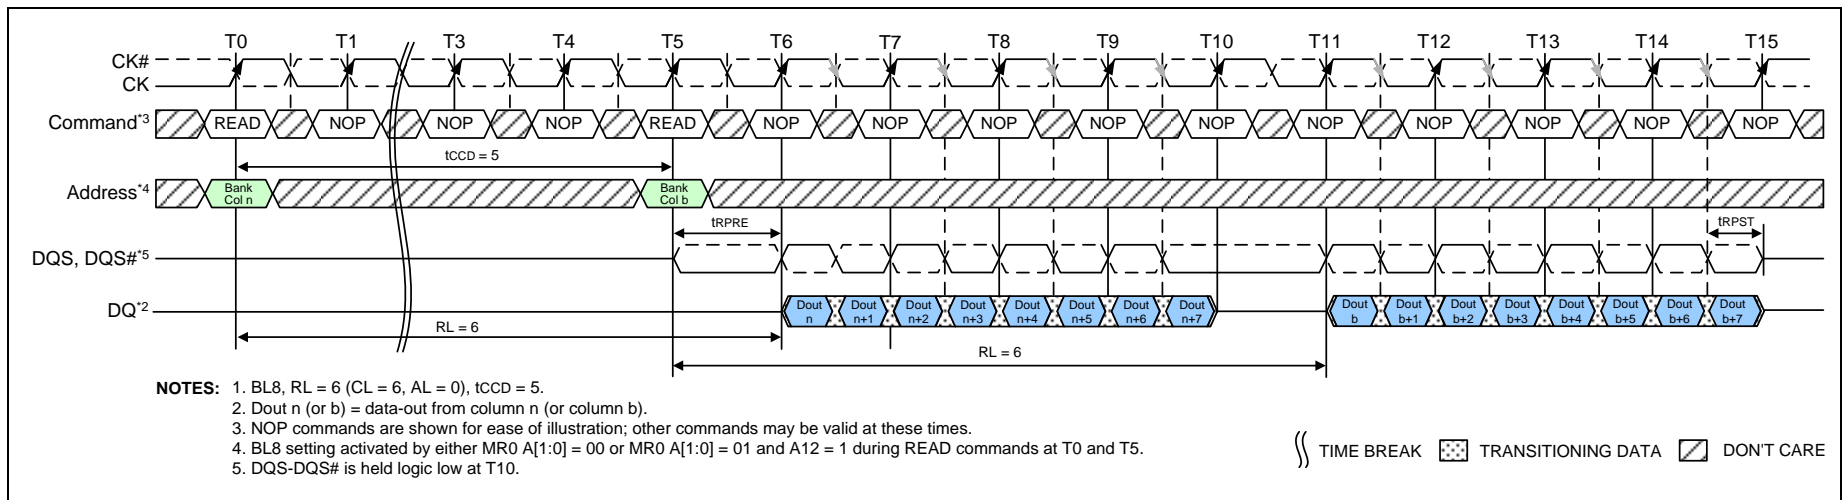 T0 T1 T3 T4 T5 T6 T7 T8 T9 T10 T11 T12 T13 T14 T15
CK#
CK
Command*3 READ NOP NOP NOP READ NOP NOP NOP NOP NOP NOP NOP NOP NOP NOP
tCCD = 5
Address*4 Bank Col n Bank Col b
tRPRE tRPST
DQS, DQS#*5
DQ*2 Dout n Dout n+1 Dout n+2 Dout n+3 Dout n+4 Dout n+5 Dout n+6 Dout n+7 Dout b Dout b+1 Dout b+2 Dout b+3 Dout b+4 Dout b+5 Dout b+6 Dout b+7
RL = 6
RL = 6
NOTES: 1. BL8, RL = 6 (CL = 6, AL = 0), tCCD = 5.
2. Dout n (or b) = data-out from column n (or column b).
3. NOP commands are shown for ease of illustration; other commands may be valid at these times.
4. BL8 setting activated by either MR0 A[1:0] = 00 or MR0 A[1:0] = 01 and A12 = 1 during READ commands at T0 and T5.
5. DQS-DQS# is held logic low at T10.
TIME BREAK TRANSITIONING DATA DON'T CARE